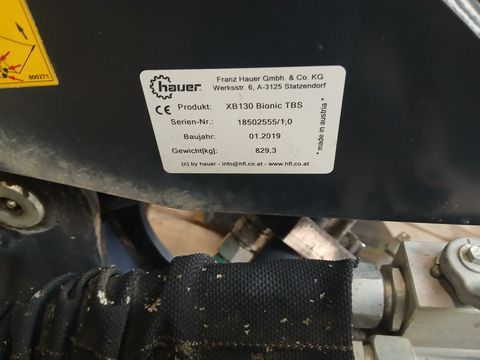 800271
hauer
Franz Hauer Gmbh. & Co. KG
Werksstr. 6, A-3125 Statzendorf
CE Produkt: XB130 Bionic TBS
Serien-Nr.: 18502555/1,0
Baujahr: 01.2019
Gewicht[kg]: 829,3
(c) by hauer - info@hfl.co.at - www.hfl.co.at
* made in austria *